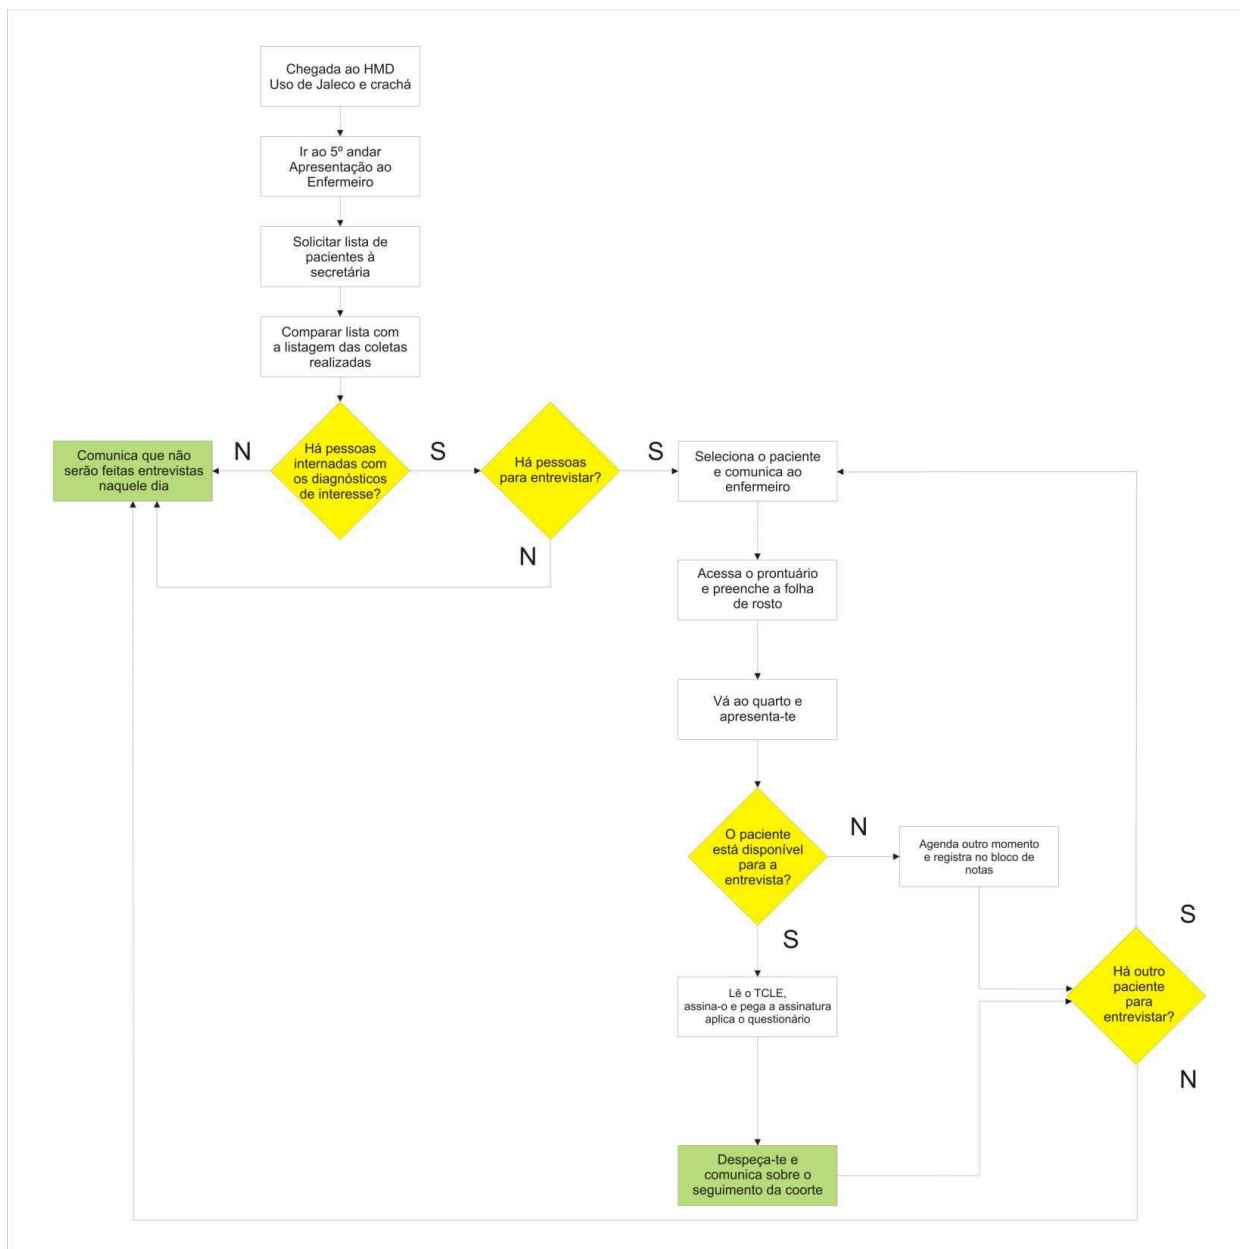 Chegada ao HMD
Uso de Jaleco e crachá
Ir ao 5º andar
Apresentação ao
Enfermeiro
Solicitar lista de
pacientes à
secretária
Comparar lista com
a listagem das coletas
realizadas
Comunica que não
serão feitas entrevistas
naquele dia
N
Há pessoas
internadas com
os diagnósticos
de interesse?
S
Há pessoas
para entrevistar?
S
N
Seleciona o paciente
e comunica ao
enfermeiro
Acessa o prontuário
e preenche a folha
de rosto
Vá ao quarto e
apresenta-te
O paciente
está disponível
para a
entrevista?
N
Agenda outro momento
e registra no bloco de
notas
S
Lê o TCLE,
assina-o e pega a assinatura
aplica o questionário
Despeça-te e
comunica sobre o
seguimento da coorte
S
Há outro
paciente
para
entrevistar?
N